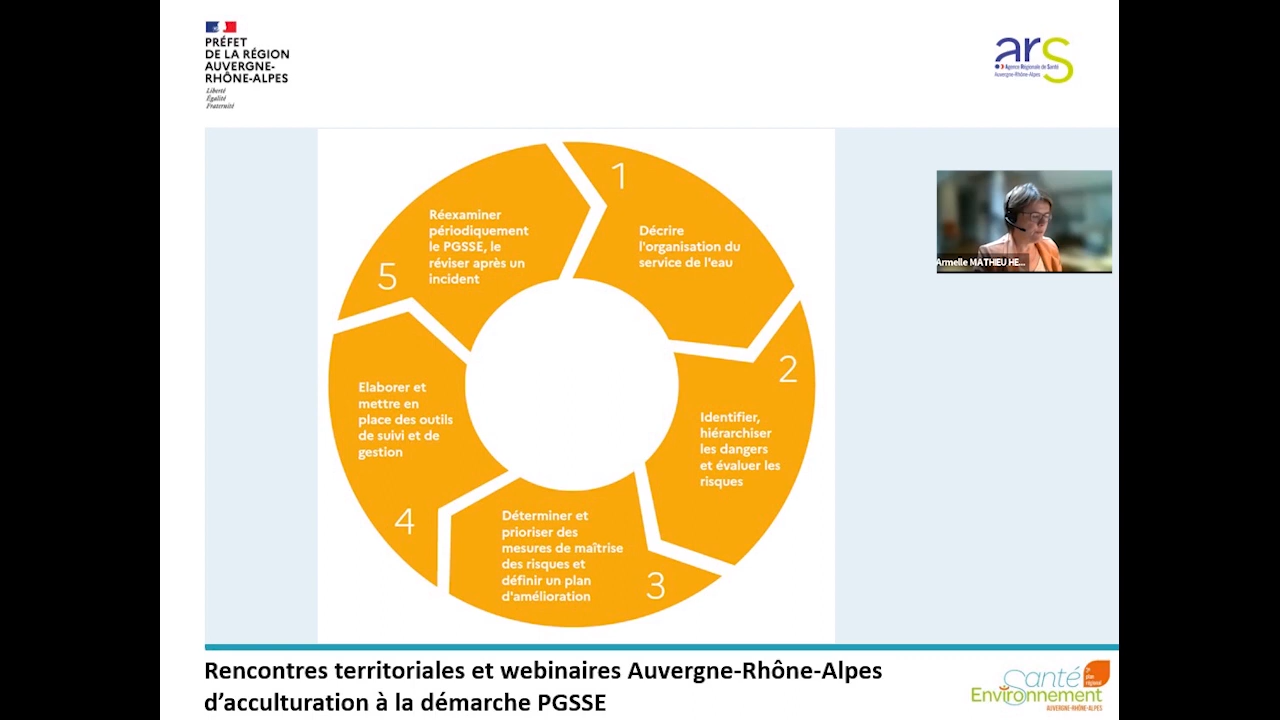 PRÉFET
DE LA RÉGION
AUVERGNE-
RHÔNE-ALPES
Liberté
Égalité
Fraternité
ars
Agence Régionale de Santé
Auvergne-Rhône-Alpes
1
Décrire
l'organisation du
service de l'eau
2
Identifier,
hiérarchiser
les dangers
et évaluer les
risques
3
Déterminer et
prioriser des
mesures de maîtrise
des risques et
définir un plan
d'amélioration
4
Elaborer et
mettre en
place des outils
de suivi et de
gestion
5
Réexaminer
périodiquement
le PGSSE, le
réviser après un
incident
Armelle MATHIEU HE...
Rencontres territoriales et webinaires Auvergne-Rhône-Alpes
d’acculturation à la démarche PGSSE
Santé
Environnement
plan
régional
AUVERGNE-RHÔNE-ALPES